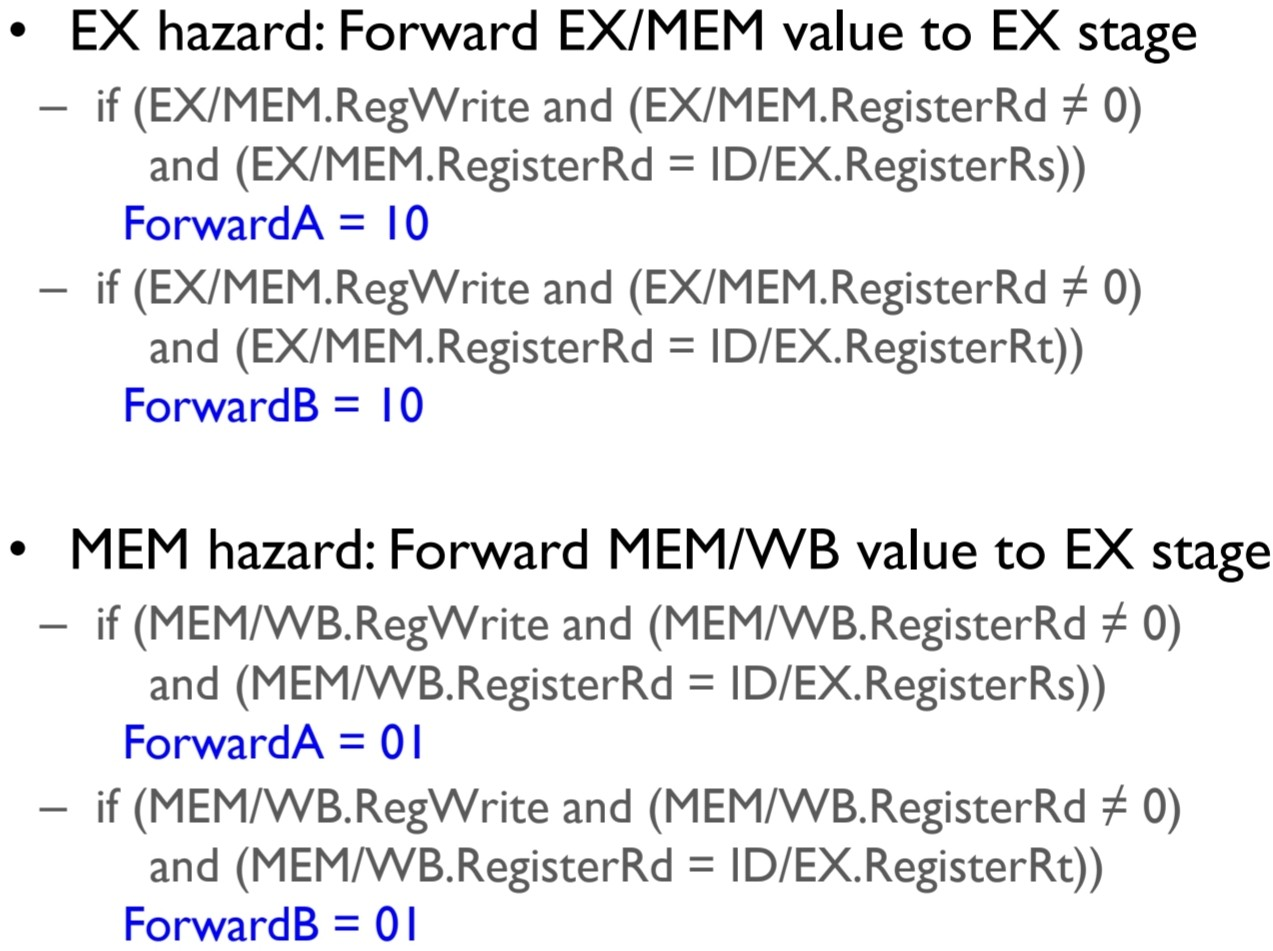 • EX hazard: Forward EX/MEM value to EX stage
– if (EX/MEM.RegWrite and (EX/MEM.RegisterRd ≠ 0)
and (EX/MEM.RegisterRd = ID/EX.RegisterRs))
ForwardA = 10
– if (EX/MEM.RegWrite and (EX/MEM.RegisterRd ≠ 0)
and (EX/MEM.RegisterRd = ID/EX.RegisterRt))
ForwardB = 10
• MEM hazard: Forward MEM/WB value to EX stage
– if (MEM/WB.RegWrite and (MEM/WB.RegisterRd ≠ 0)
and (MEM/WB.RegisterRd = ID/EX.RegisterRs))
ForwardA = 01
– if (MEM/WB.RegWrite and (MEM/WB.RegisterRd ≠ 0)
and (MEM/WB.RegisterRd = ID/EX.RegisterRt))
ForwardB = 01